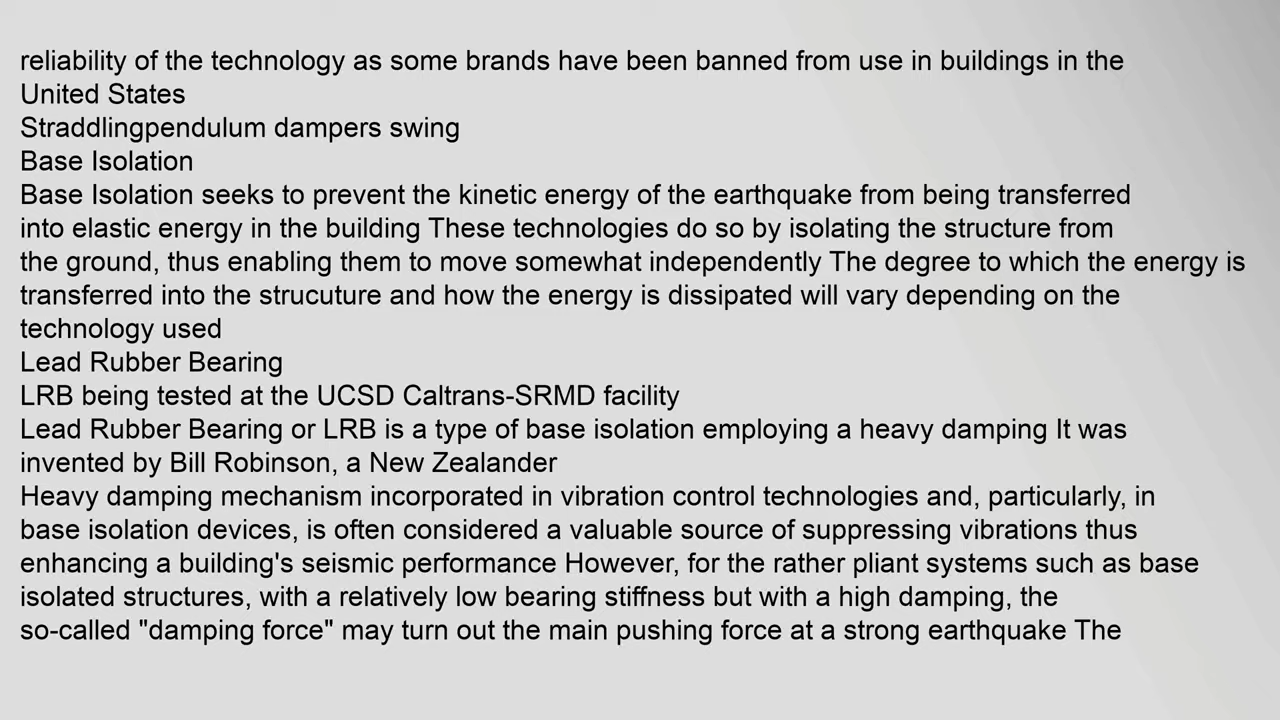 reliability of the technology as some brands have been banned from use in buildings in the
United States
Straddlingpendulum dampers swing
Base Isolation
Base Isolation seeks to prevent the kinetic energy of the earthquake from being transferred
into elastic energy in the building These technologies do so by isolating the structure from
the ground, thus enabling them to move somewhat independently The degree to which the energy is
transferred into the strucuture and how the energy is dissipated will vary depending on the
technology used
Lead Rubber Bearing
LRB being tested at the UCSD Caltrans-SRMD facility
Lead Rubber Bearing or LRB is a type of base isolation employing a heavy damping It was
invented by Bill Robinson, a New Zealander
Heavy damping mechanism incorporated in vibration control technologies and, particularly, in
base isolation devices, is often considered a valuable source of suppressing vibrations thus
enhancing a building's seismic performance However, for the rather pliant systems such as base
isolated structures, with a relatively low bearing stiffness but with a high damping, the
so-called "damping force" may turn out the main pushing force at a strong earthquake The